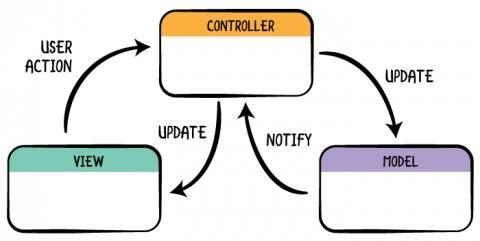 CONTROLLER
USER
ACTION
UPDATE
UPDATE
NOTIFY
VIEW
MODEL